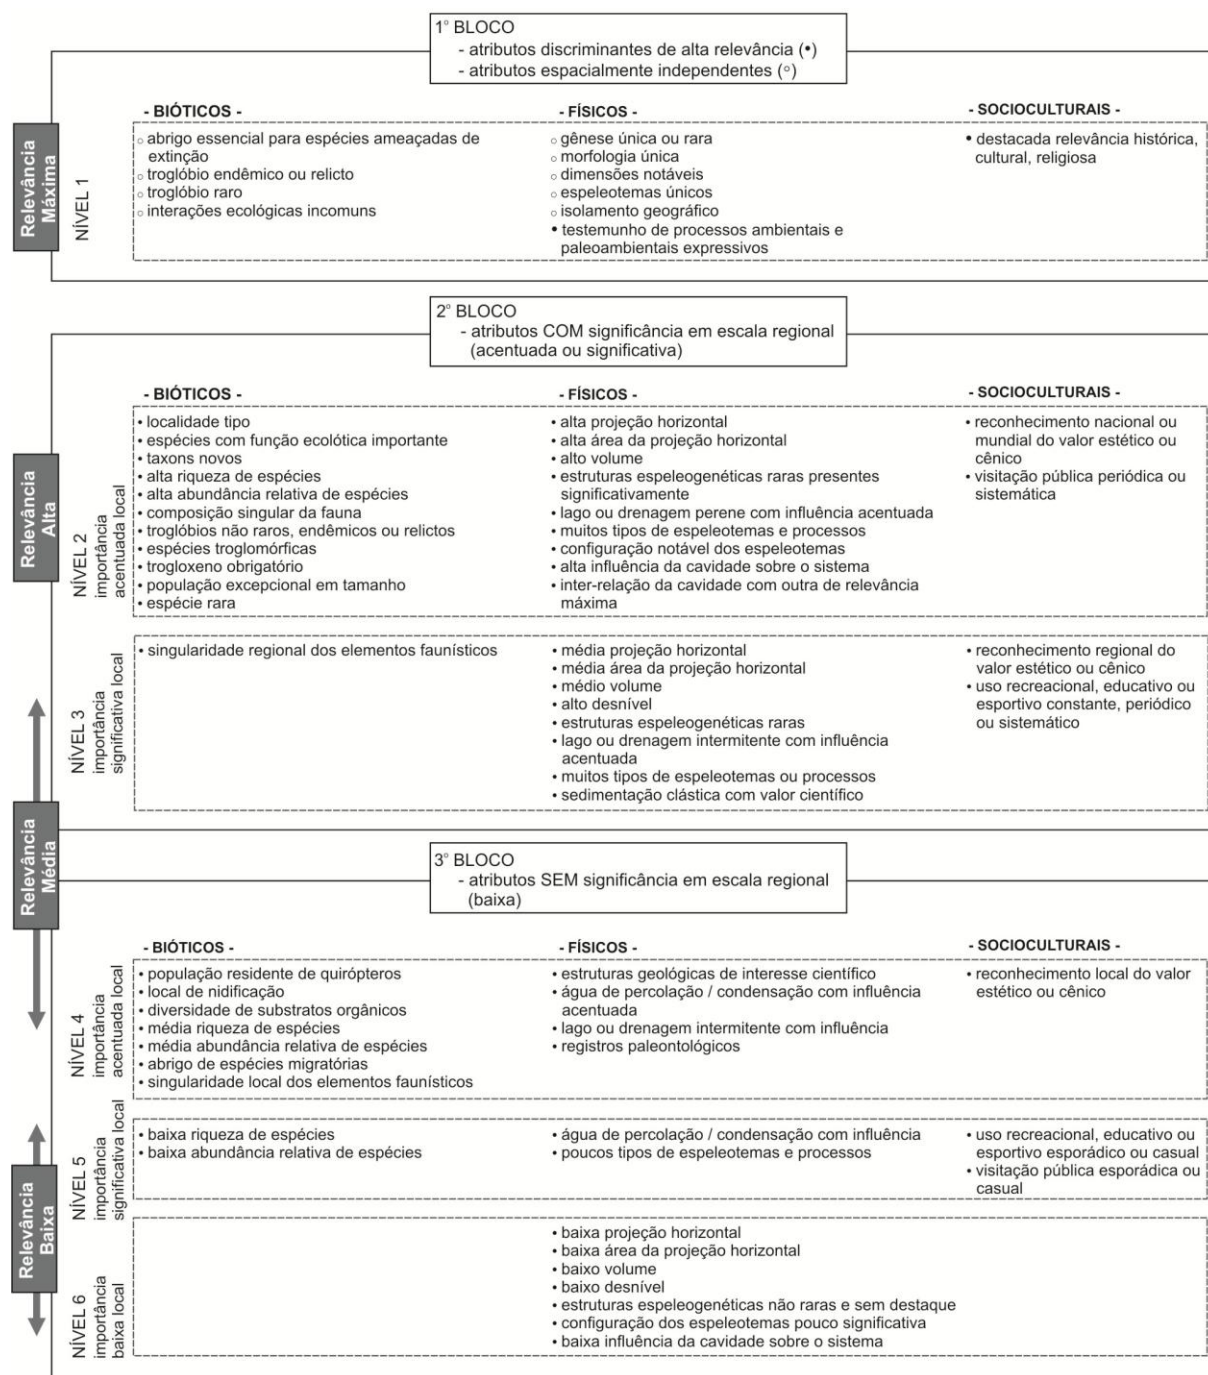 1° BLOCO
- atributos discriminantes de alta relevância (•)
- atributos espacialmente independentes (○)
Relevância
Máxima
NÍVEL 1
- BIÓTICOS -
○ abrigo essencial para espécies ameaçadas de
extinção
○ troglóbio endêmico ou relicto
○ troglóbio raro
○ interações ecológicas incomuns
- FÍSICOS -
○ gênese única ou rara
○ morfologia única
○ dimensões notáveis
○ espeleotemas únicos
○ isolamento geográfico
• testemunho de processos ambientais e
paleoambientais expressivos
- SOCIOCULTURAIS -
• destacada relevância histórica,
cultural, religiosa
2° BLOCO
- atributos COM significância em escala regional
(acentuada ou significativa)
Relevância
Alta
NÍVEL 2
importância
acentuada local
- BIÓTICOS -
• localidade tipo
• espécies com função ecolótica importante
• taxons novos
• alta riqueza de espécies
• alta abundância relativa de espécies
• composição singular da fauna
• troglóbios não raros, endêmicos ou relictos
• espécies troglomórficas
• trogloxeno obrigatório
• população excepcional em tamanho
• espécie rara
- FÍSICOS -
• alta projeção horizontal
• alta área da projeção horizontal
• alto volume
• estruturas espeleogenéticas raras presentes
significativamente
• lago ou drenagem perene com influência acentuada
• muitos tipos de espeleotemas e processos
• configuração notável dos espeleotemas
• alta influência da cavidade sobre o sistema
• inter-relação da cavidade com outra de relevância
máxima
- SOCIOCULTURAIS -
• reconhecimento nacional ou
mundial do valor estético ou
cênico
• visitação pública periódica ou
sistemática
NÍVEL 3
importância
significativa local
• singularidade regional dos elementos faunísticos
• média projeção horizontal
• média área da projeção horizontal
• médio volume
• alto desnível
• estruturas espeleogenéticas raras
• lago ou drenagem intermitente com influência
acentuada
• muitos tipos de espeleotemas ou processos
• sedimentação clástica com valor científico
• reconhecimento regional do
valor estético ou cênico
• uso recreacional, educativo ou
esportivo constante, periódico
ou sistemático
Relevância
Média
3° BLOCO
- atributos SEM significância em escala regional
(baixa)
NÍVEL 4
importância
acentuada local
- BIÓTICOS -
• população residente de quirópteros
• local de nidificação
• diversidade de substratos orgânicos
• média riqueza de espécies
• média abundância relativa de espécies
• abrigo de espécies migratórias
• singularidade local dos elementos faunísticos
- FÍSICOS -
• estruturas geológicas de interesse científico
• água de percolação / condensação com influência
acentuada
• lago ou drenagem intermitente com influência
• registros paleontológicos
- SOCIOCULTURAIS -
• reconhecimento local do valor
estético ou cênico
Relevância
Baixa
NÍVEL 5
importância
significativa local
• baixa riqueza de espécies
• baixa abundância relativa de espécies
• água de percolação / condensação com influência
• poucos tipos de espeleotemas e processos
• uso recreacional, educativo ou
esportivo esporádico ou casual
• visitação pública esporádica ou
casual
NÍVEL 6
importância
baixa local
• baixa projeção horizontal
• baixa área da projeção horizontal
• baixo volume
• baixo desnível
• estruturas espeleogenéticas não raras e sem destaque
• configuração dos espeleotemas pouco significativa
• baixa influência da cavidade sobre o sistema